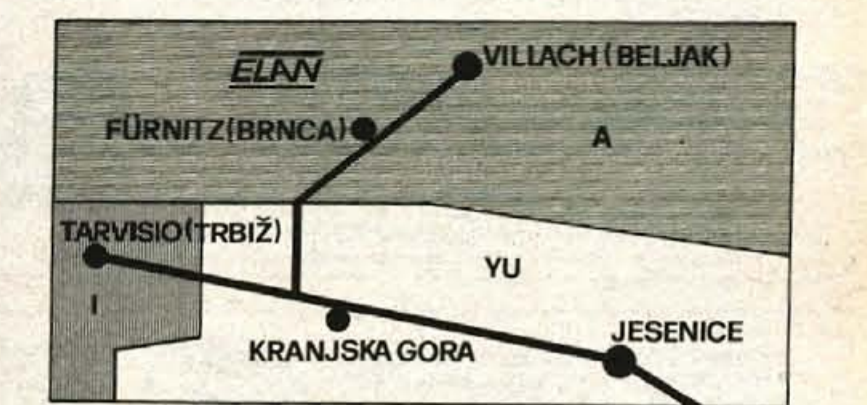 ELAN
VILLACH (BELJAK)
FÜRNITZ(BRNCA)
A
TARVISIO(TRBIŽ)
YU
I
JESENICE
KRANJSKA GORA